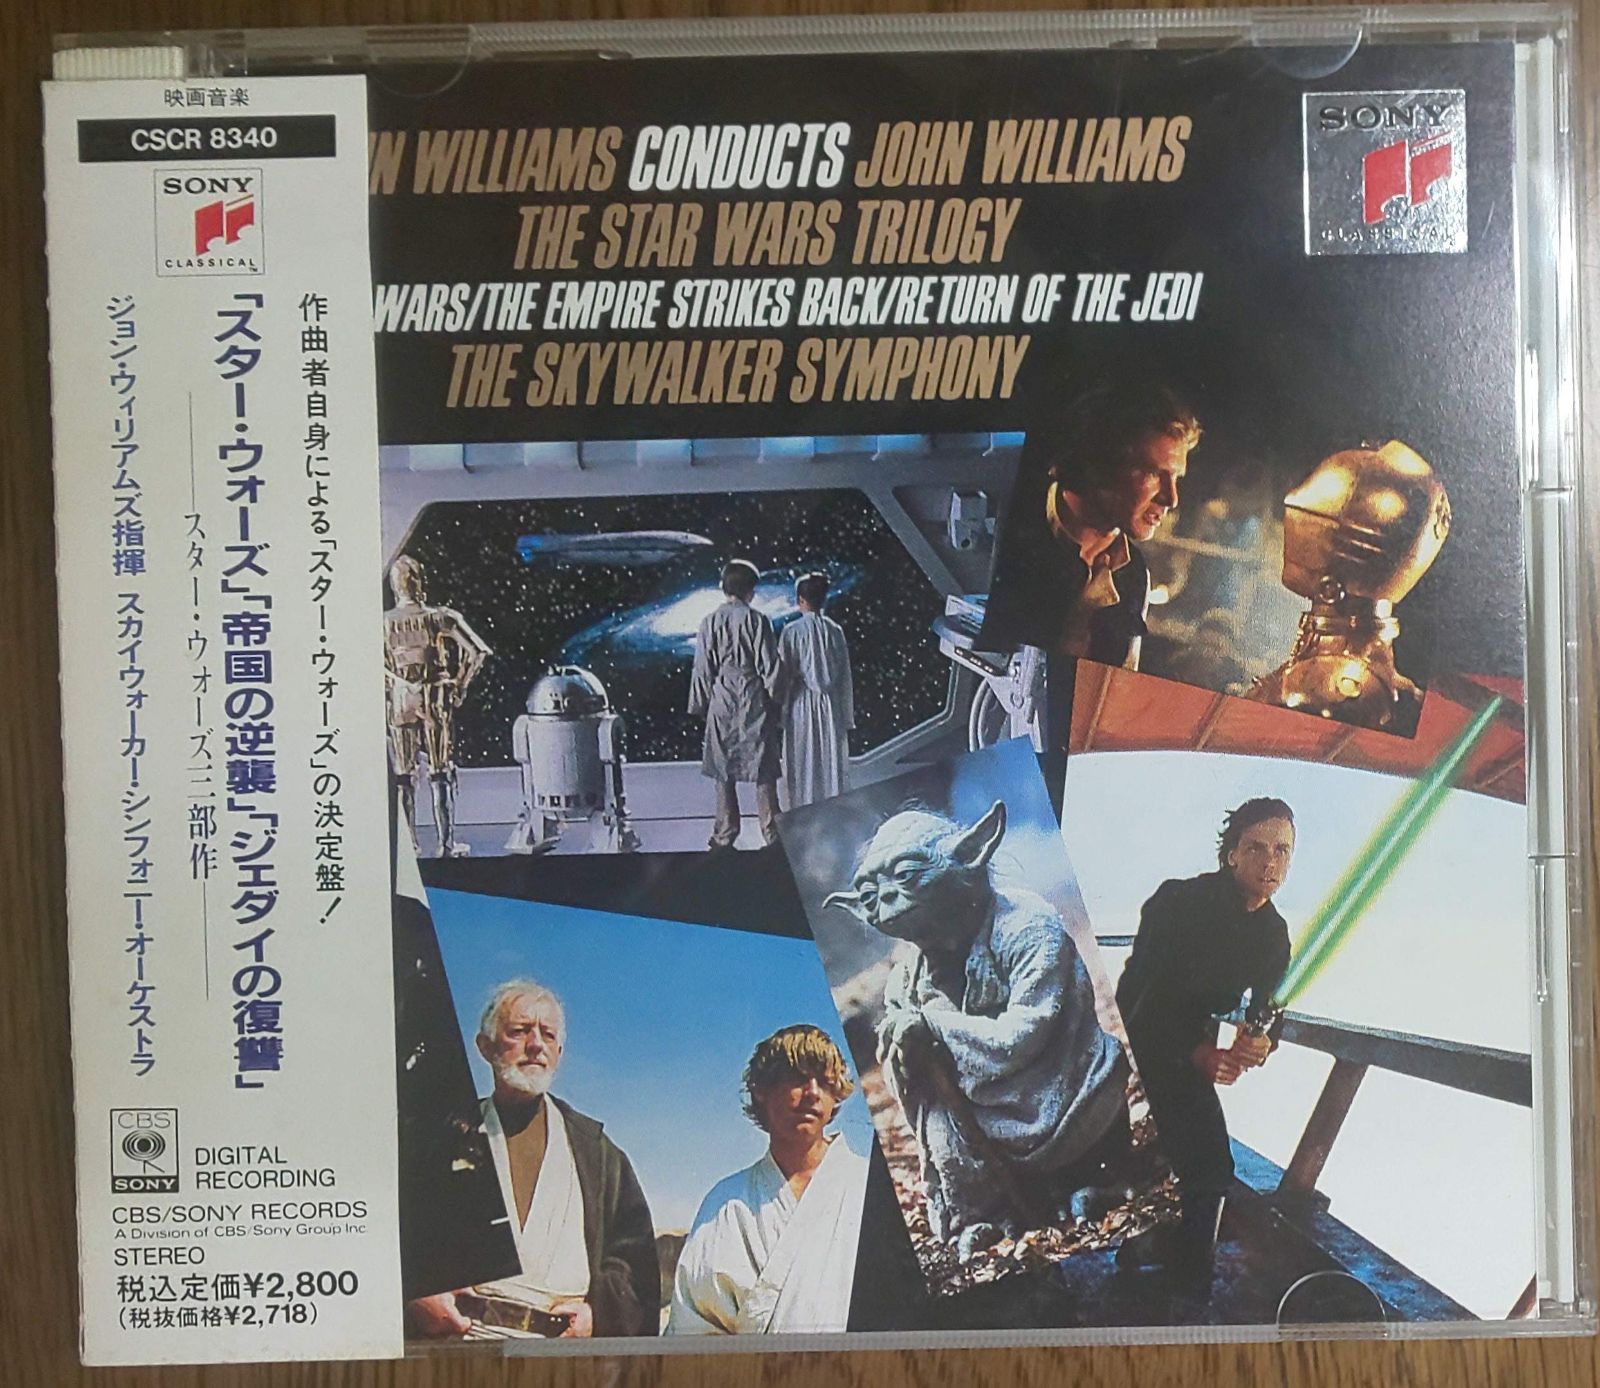 映画音楽
CSCR 8340
SONY
CLASSICAL™
作曲者自身による「スター・ウォーズ」の決定盤!
「スター・ウォーズ」「帝国の逆襲」「ジェダイの復讐」
スター・ウォーズ三部作
ジョン・ウィリアムズ指揮 スカイウォーカー・シンフォニー・オーケストラ
CBS
SONY
DIGITAL
RECORDING
CBS/SONY RECORDS
A Division of CBS/Sony Group Inc.
STEREO
税込定価¥2,800
(税抜価格¥2,718)
N WILLIAMS CONDUCTS JOHN WILLIAMS
THE STAR WARS TRILOGY
WARS/THE EMPIRE STRIKES BACK/RETURN OF THE JEDI
THE SKYWALKER SYMPHONY
SONY
CLASSICAL